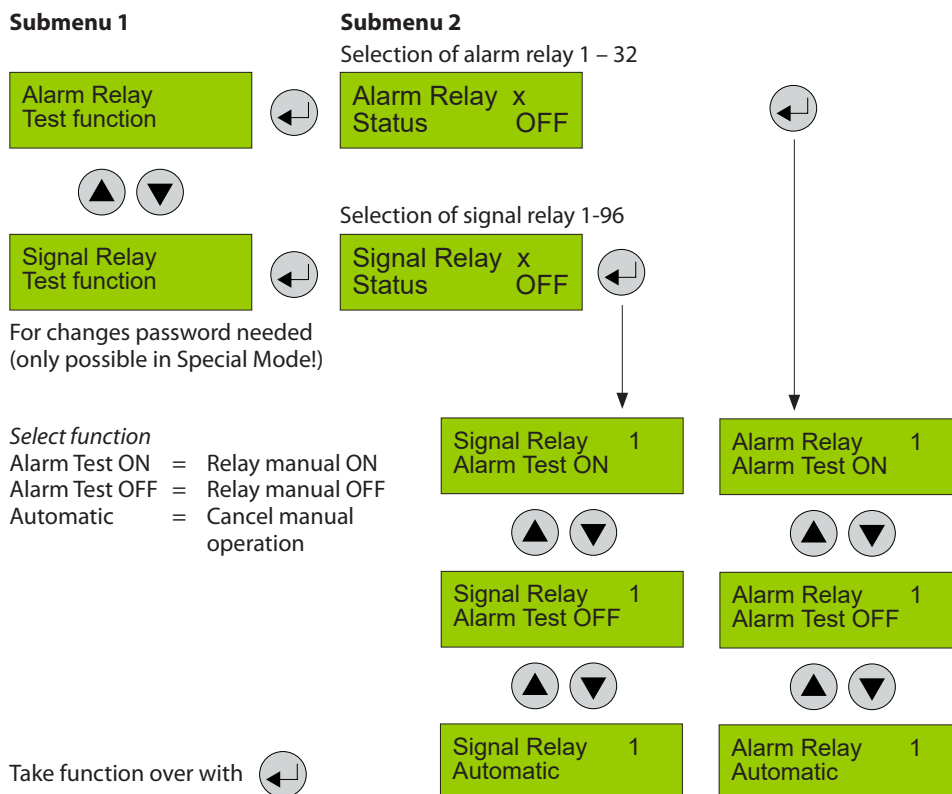 Submenu 1
Submenu 2
Selection of alarm relay 1 – 32
Alarm Relay
Test function
Alarm Relay x
Status OFF
Selection of signal relay 1-96
Signal Relay
Test function
Signal Relay x
Status OFF
For changes password needed
(only possible in Special Mode!)
Select function
Alarm Test ON = Relay manual ON
Alarm Test OFF = Relay manual OFF
Automatic = Cancel manual
operation
Signal Relay 1
Alarm Test ON
Alarm Relay 1
Alarm Test ON
Signal Relay 1
Alarm Test OFF
Alarm Relay 1
Alarm Test OFF
Signal Relay 1
Automatic
Alarm Relay 1
Automatic
Take function over with